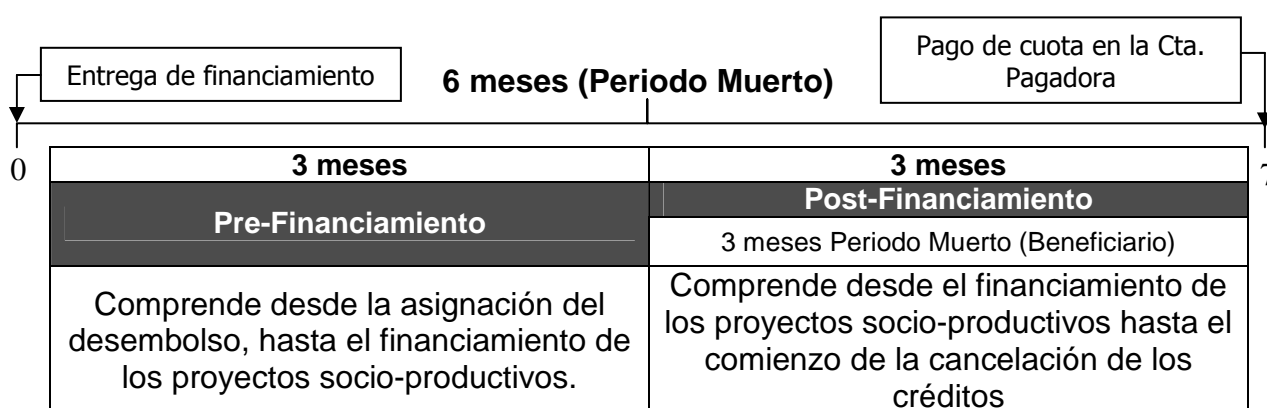 Entrega de financiamiento
6 meses (Periodo Muerto)
Pago de cuota en la Cta.
Pagadora
0
7
3 meses
3 meses
Pre-Financiamiento
Post-Financiamiento
3 meses Periodo Muerto (Beneficiario)
Comprende desde la asignación del
desembolso, hasta el financiamiento de
los proyectos socio-productivos.
Comprende desde el financiamiento de
los proyectos socio-productivos hasta el
comienzo de la cancelación de los
créditos